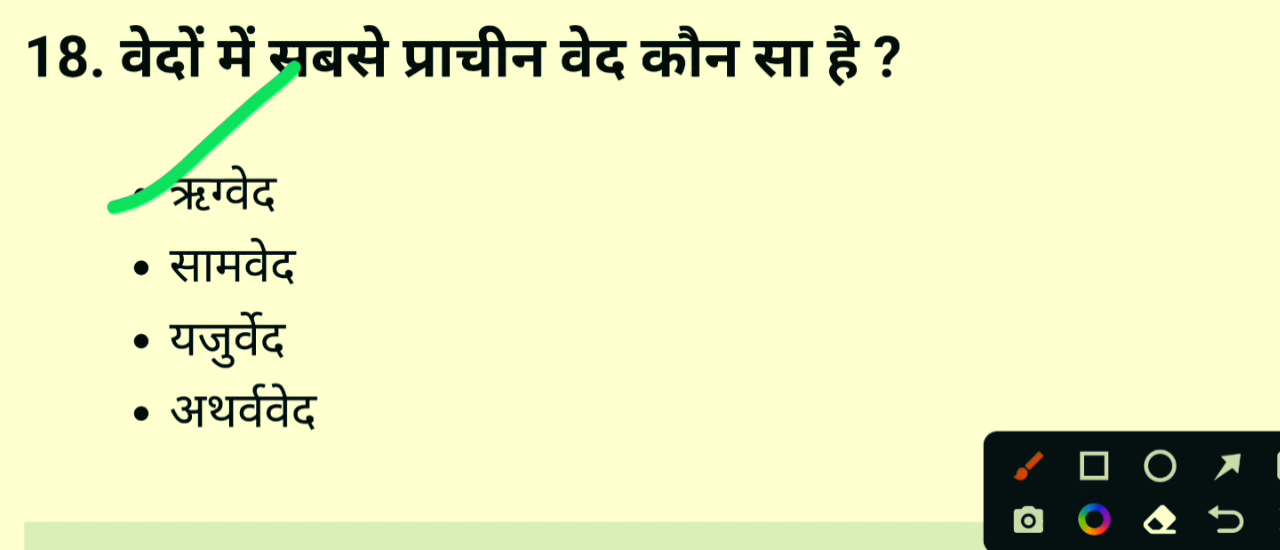 18. वेदों में सबसे प्राचीन वेद कौन सा है ?
ऋग्वेद
सामवेद
यजुर्वेद
अथर्ववेद